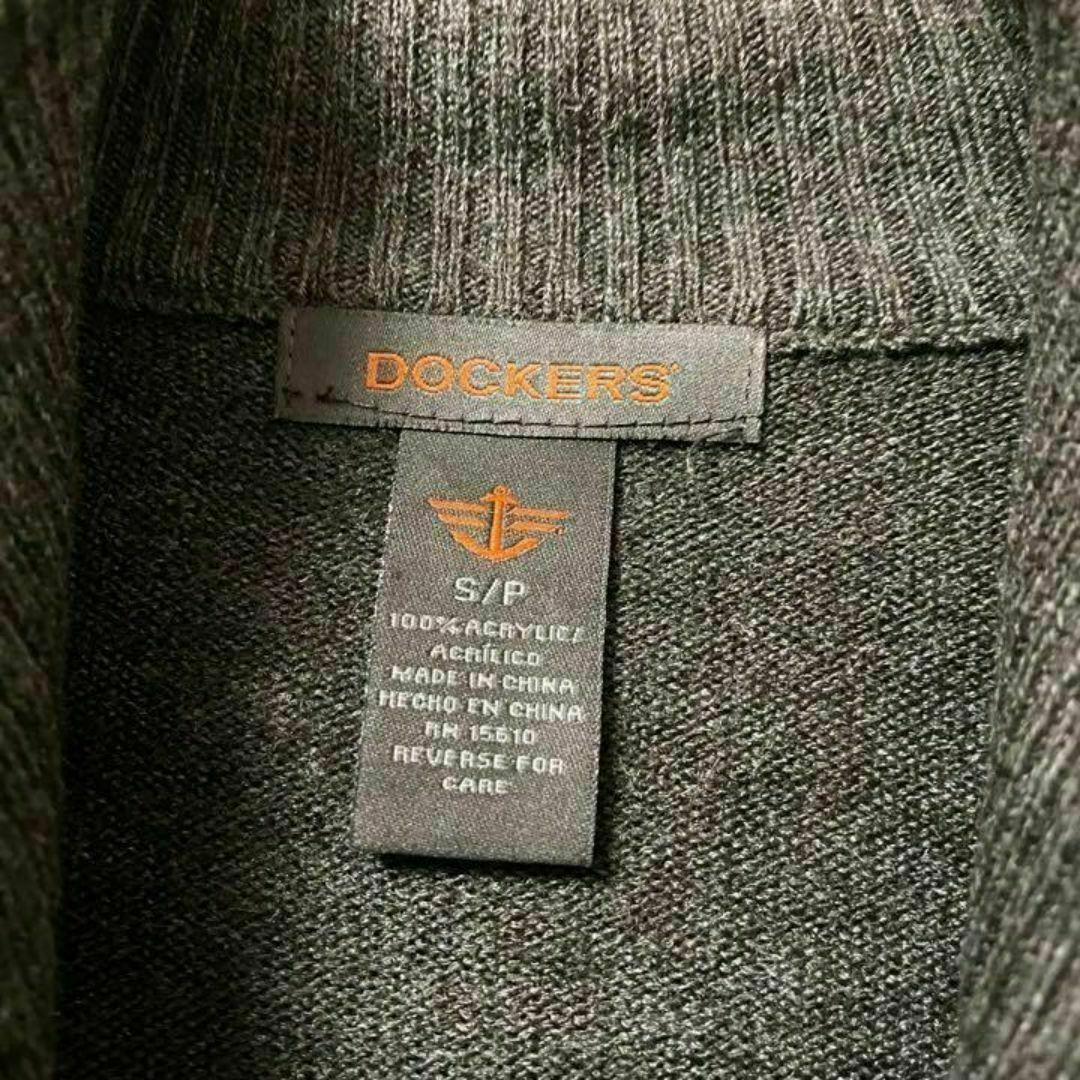 DOCKERS
S/P
100% ACRYLIC/
ACRÍLICO
MADE IN CHINA
HECHO EN CHINA
RN 15610
REVERSE FOR
CARE